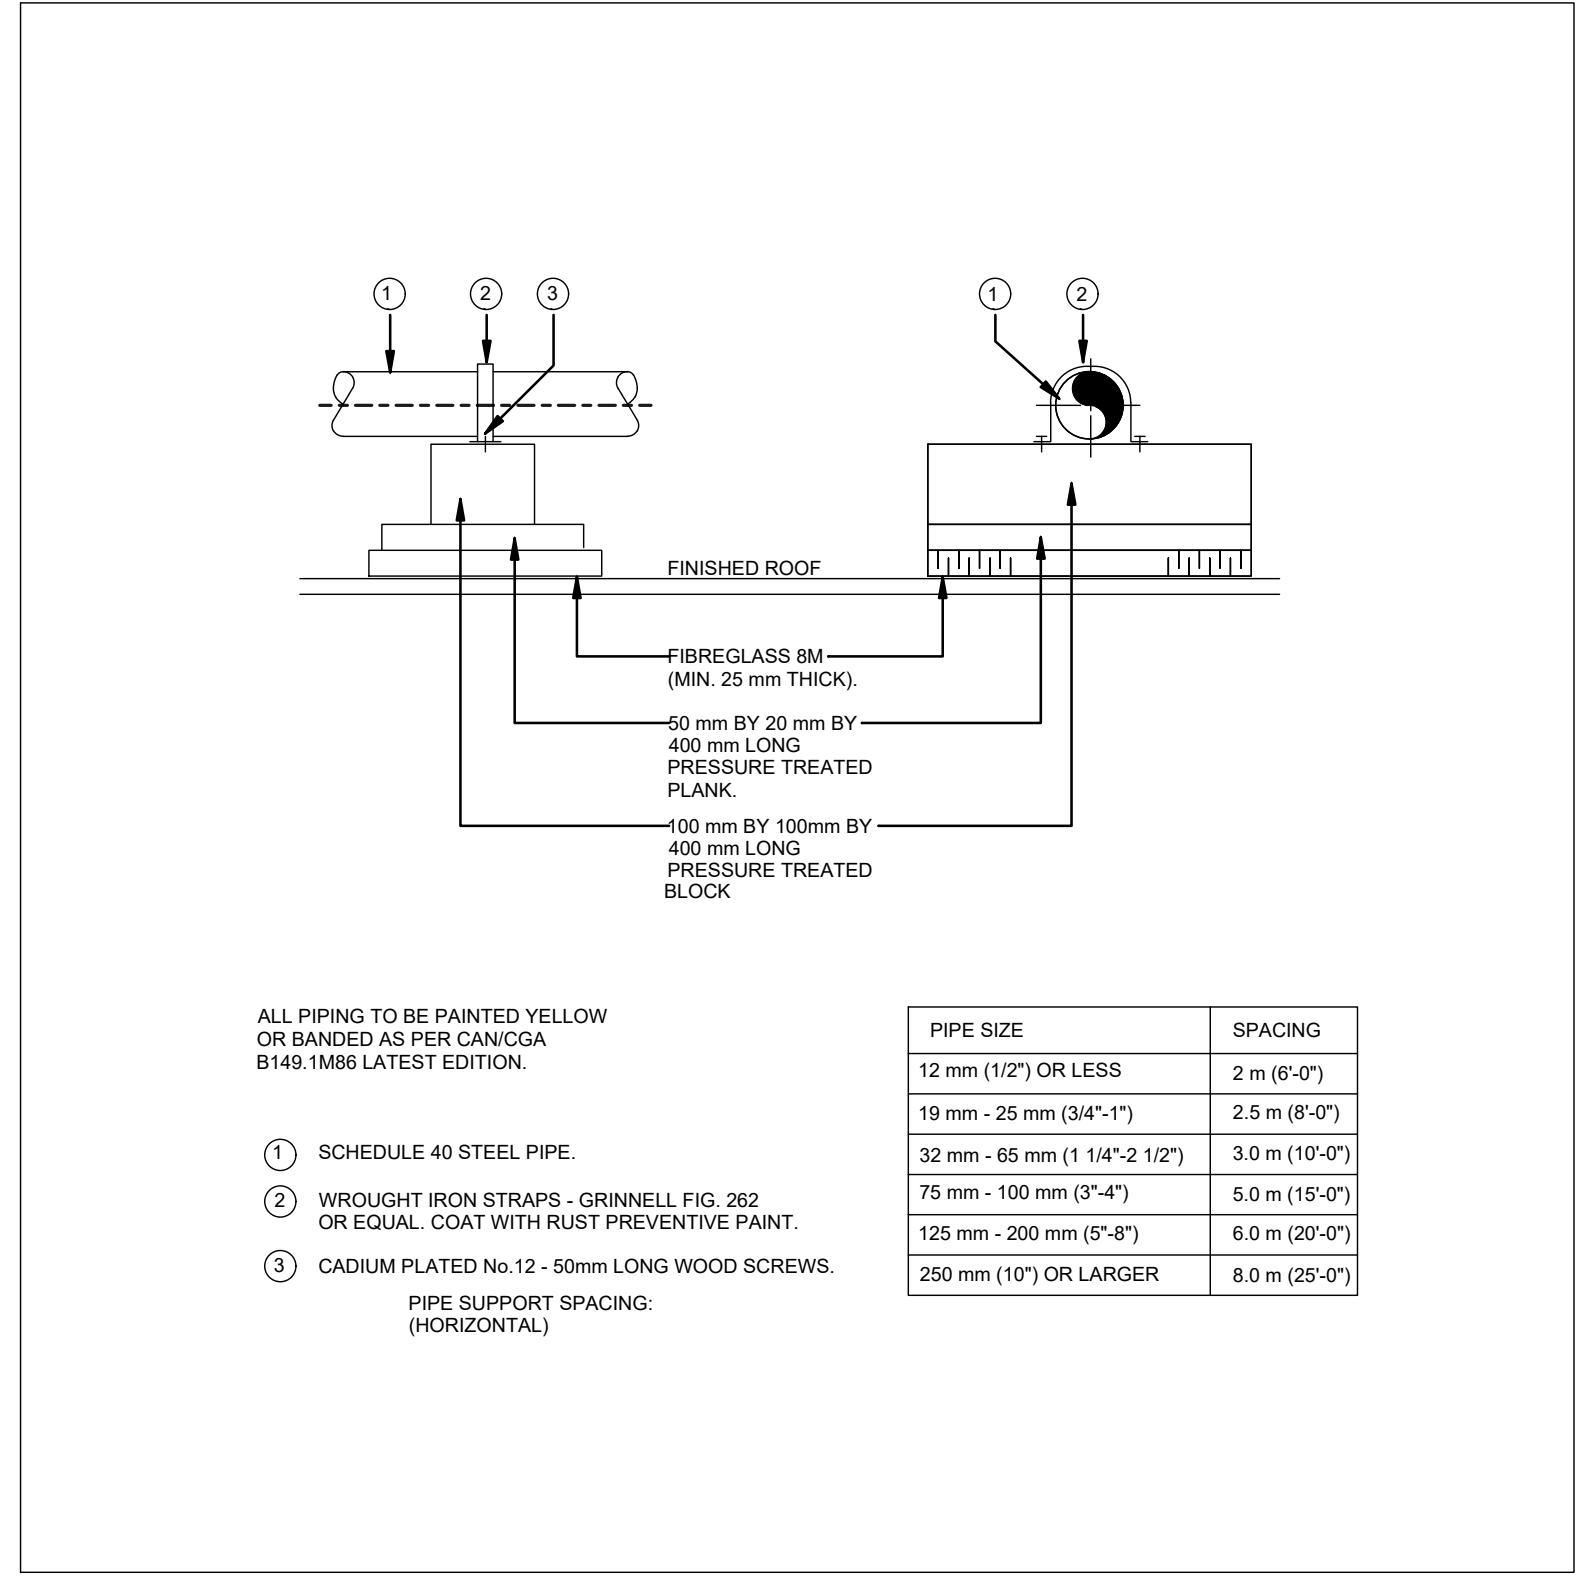 1
2
3
1
2
FINISHED ROOF
FIBREGLASS 8M
(MIN. 25 mm THICK).
50 mm BY 20 mm BY
400 mm LONG
PRESSURE TREATED
PLANK.
100 mm BY 100mm BY
400 mm LONG
PRESSURE TREATED
BLOCK
ALL PIPING TO BE PAINTED YELLOW
OR BANDED AS PER CAN/CGA
B149.1M86 LATEST EDITION.
1 SCHEDULE 40 STEEL PIPE.
2 WROUGHT IRON STRAPS - GRINNELL FIG. 262
OR EQUAL. COAT WITH RUST PREVENTIVE PAINT.
3 CADIUM PLATED No.12 - 50mm LONG WOOD SCREWS.
PIPE SUPPORT SPACING:
(HORIZONTAL)
PIPE SIZE SPACING
12 mm (1/2") OR LESS 2 m (6'-0")
19 mm - 25 mm (3/4"-1") 2.5 m (8'-0")
32 mm - 65 mm (1 1/4"-2 1/2") 3.0 m (10'-0")
75 mm - 100 mm (3"-4") 5.0 m (15'-0")
125 mm - 200 mm (5"-8") 6.0 m (20'-0")
250 mm (10") OR LARGER 8.0 m (25'-0")